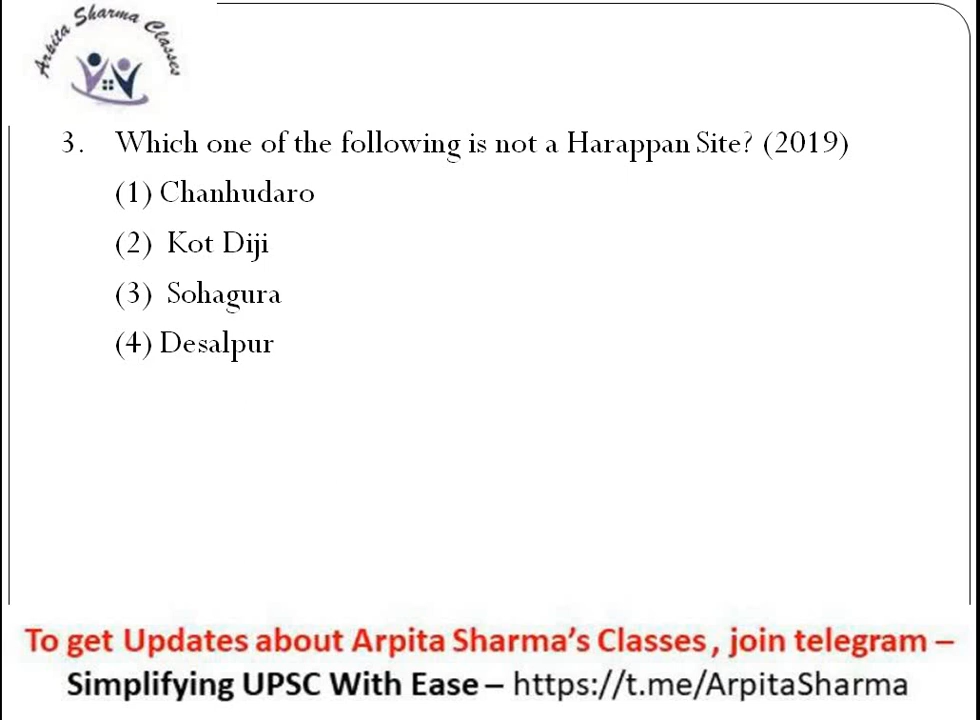 Arpita Sharma Classes
3. Which one of the following is not a Harappan Site? (2019)
(1) Chanhudaro
(2) Kot Diji
(3) Sohagura
(4) Desalpur
To get Updates about Arpita Sharma's Classes, join telegram –
Simplifying UPSC With Ease – https://t.me/ArpitaSharma